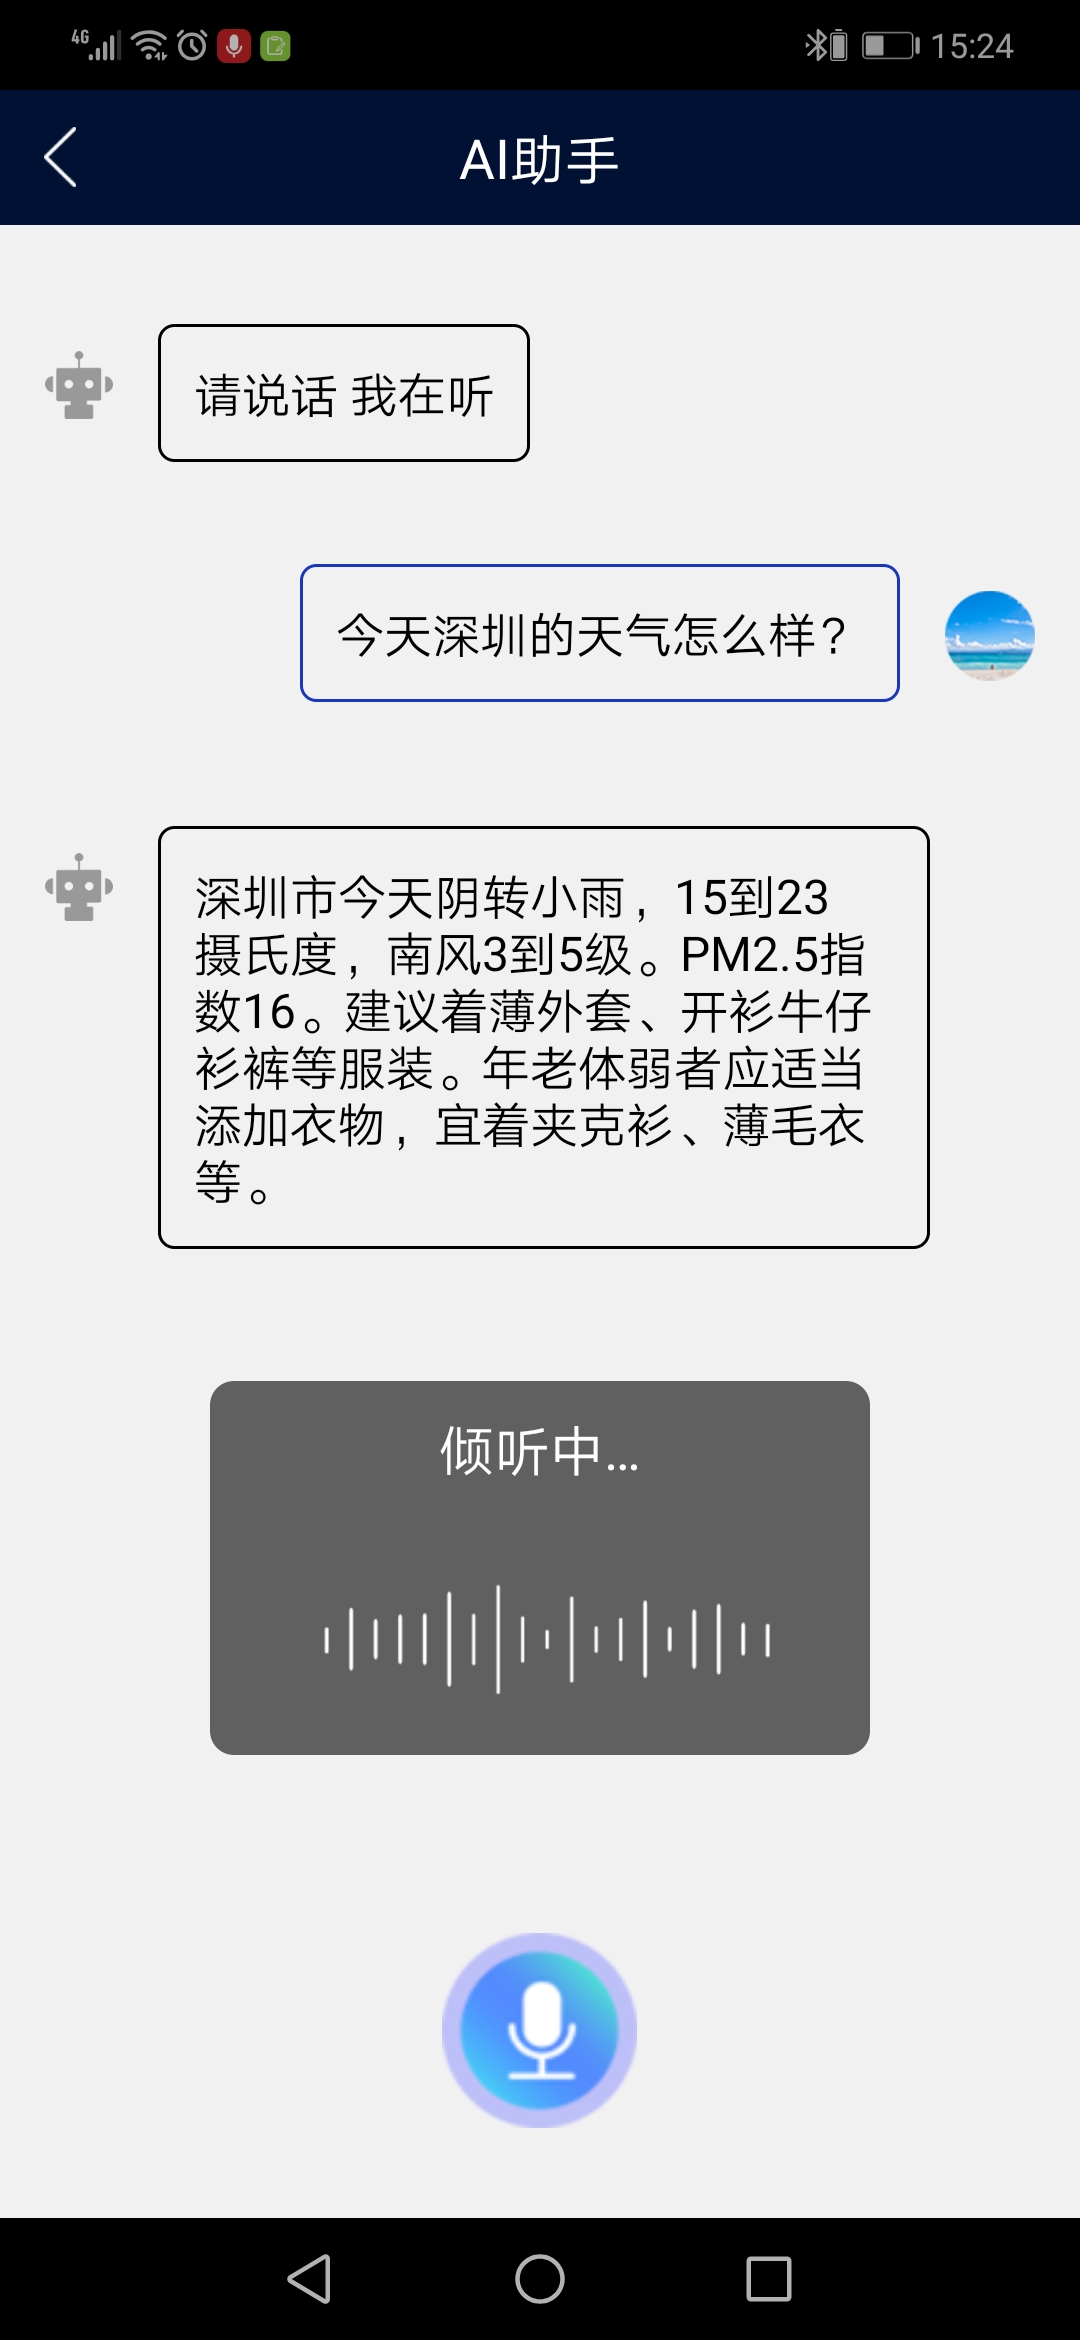 4G 15:24
AI助手
请说话 我在听
今天深圳的天气怎么样?
深圳市今天阴转小雨，15到23
摄氏度，南风3到5级。PM2.5指
数16。建议着薄外套、开衫牛仔
衫裤等服装。年老体弱者应适当
添加衣物，宜着夹克衫、薄毛衣
等。
倾听中...